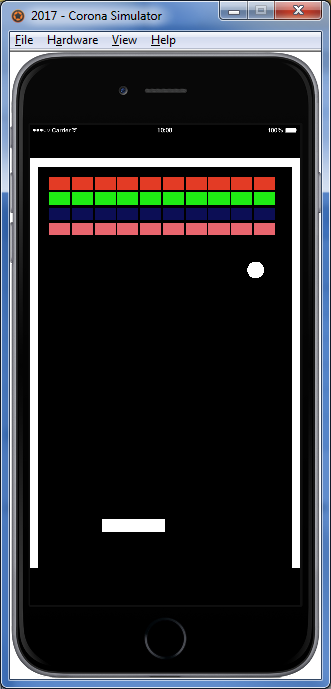 2017 - Corona Simulator
File Hardware View Help
Carrier 10:00 100%